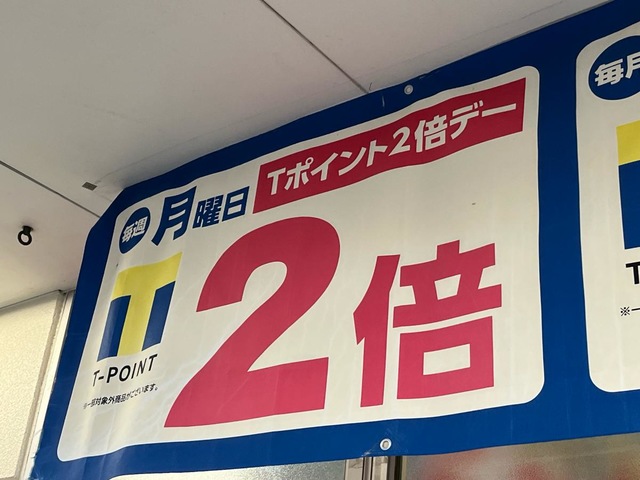 毎週 月曜日
Tポイント2倍デー
2倍
T
T-POINT
※一部対象外商品がございます。
毎月
T
※一